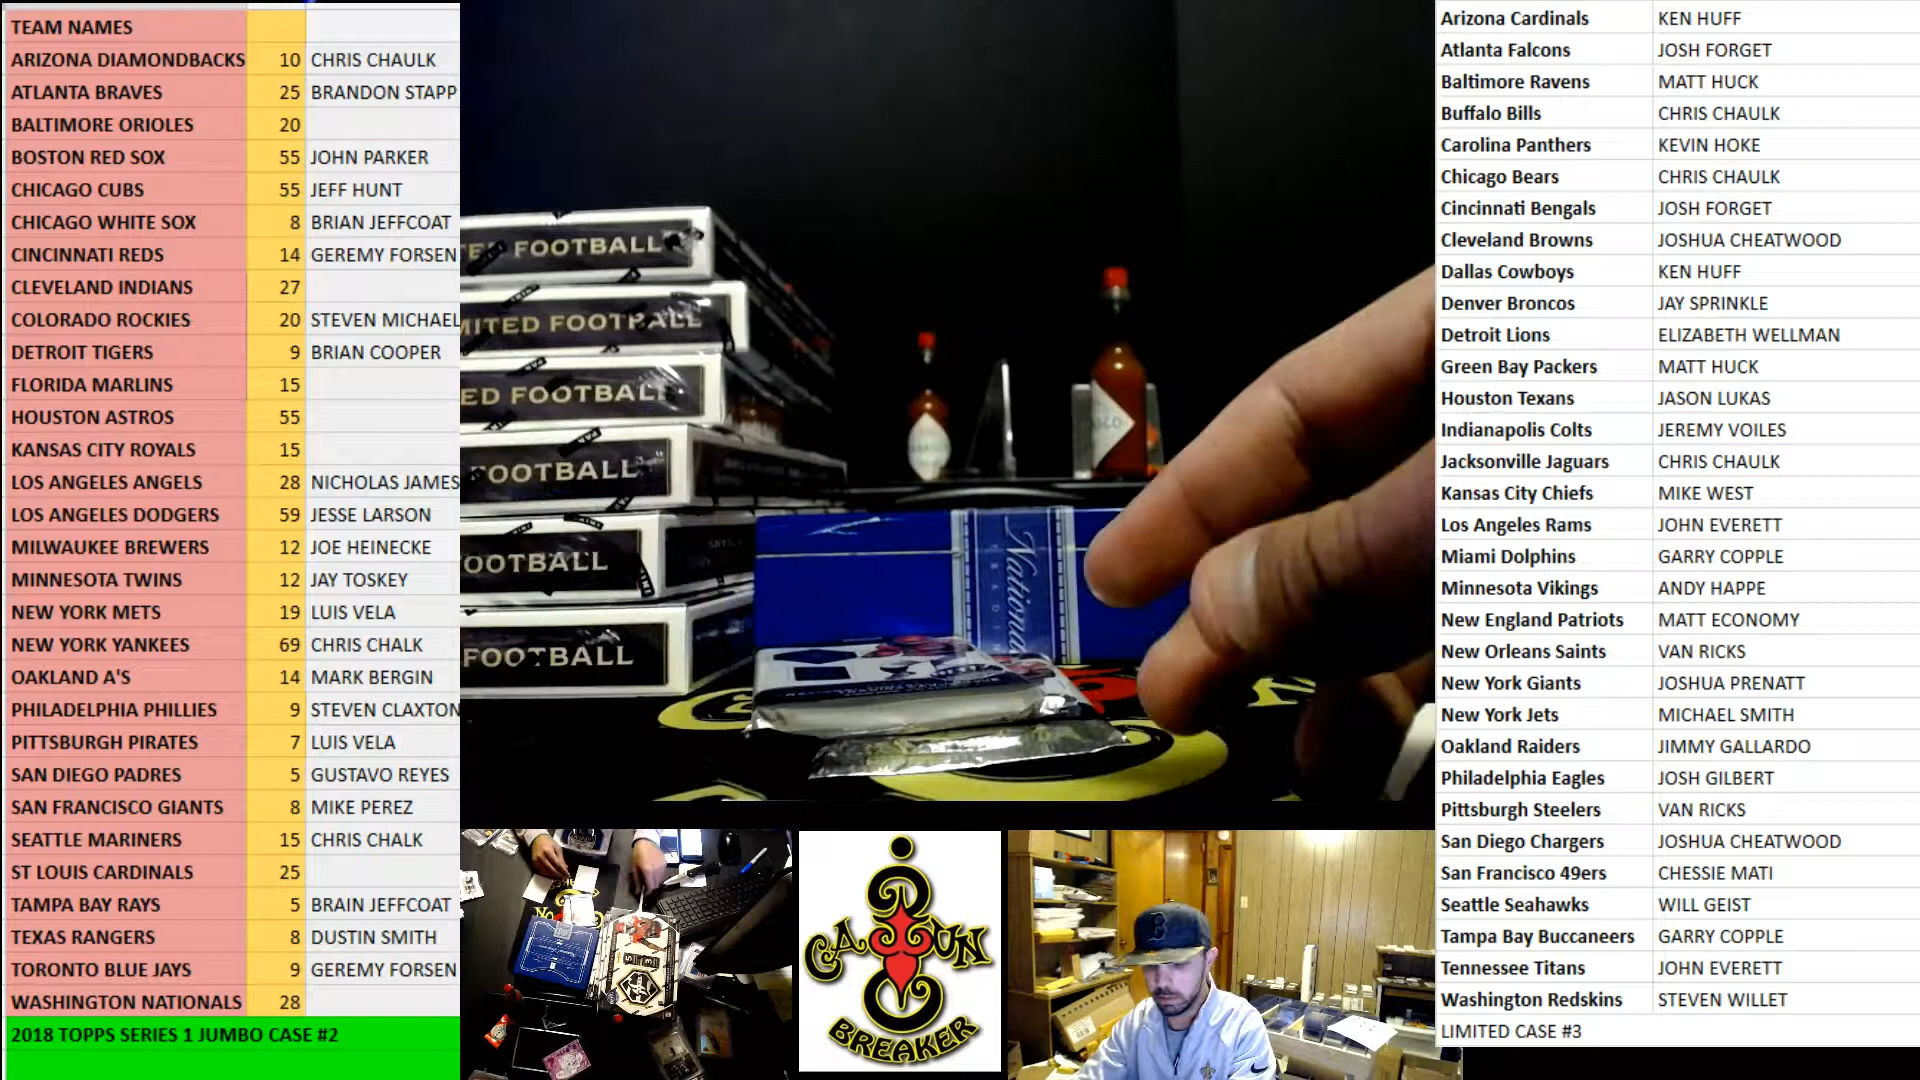 TEAM NAMES
ARIZONA DIAMONDBACKS 10 CHRIS CHAULK
ATLANTA BRAVES 25 BRANDON STAPP
BALTIMORE ORIOLES 20
BOSTON RED SOX 55 JOHN PARKER
CHICAGO CUBS 55 JEFF HUNT
CHICAGO WHITE SOX 8 BRIAN JEFFCOAT
CINCINNATI REDS 14 GEREMY FORSEN
CLEVELAND INDIANS 27
COLORADO ROCKIES 20 STEVEN MICHAEL
DETROIT TIGERS 9 BRIAN COOPER
FLORIDA MARLINS 15
HOUSTON ASTROS 55
KANSAS CITY ROYALS 15
LOS ANGELES ANGELS 28 NICHOLAS JAMES
LOS ANGELES DODGERS 59 JESSE LARSON
MILWAUKEE BREWERS 12 JOE HEINECKE
MINNESOTA TWINS 12 JAY TOSKEY
NEW YORK METS 19 LUIS VELA
NEW YORK YANKEES 69 CHRIS CHALK
OAKLAND A'S 14 MARK BERGIN
PHILADELPHIA PHILLIES 9 STEVEN CLAXTON
PITTSBURGH PIRATES 7 LUIS VELA
SAN DIEGO PADRES 5 GUSTAVO REYES
SAN FRANCISCO GIANTS 8 MIKE PEREZ
SEATTLE MARINERS 15 CHRIS CHALK
ST LOUIS CARDINALS 25
TAMPA BAY RAYS 5 BRAIN JEFFCOAT
TEXAS RANGERS 8 DUSTIN SMITH
TORONTO BLUE JAYS 9 GEREMY FORSEN
WASHINGTON NATIONALS 28
2018 TOPPS SERIES 1 JUMBO CASE #2
TED FOOTBALL
MITED FOOTBALL
ED FOOTBALL
FOOTBALL
OOTBALL
FOOTBALL
National
CAJUN
BREAKER
Arizona Cardinals KEN HUFF
Atlanta Falcons JOSH FORGET
Baltimore Ravens MATT HUCK
Buffalo Bills CHRIS CHAULK
Carolina Panthers KEVIN HOKE
Chicago Bears CHRIS CHAULK
Cincinnati Bengals JOSH FORGET
Cleveland Browns JOSHUA CHEATWOOD
Dallas Cowboys KEN HUFF
Denver Broncos JAY SPRINKLE
Detroit Lions ELIZABETH WELLMAN
Green Bay Packers MATT HUCK
Houston Texans JASON LUKAS
Indianapolis Colts JEREMY VOILES
Jacksonville Jaguars CHRIS CHAULK
Kansas City Chiefs MIKE WEST
Los Angeles Rams JOHN EVERETT
Miami Dolphins GARRY COPPLE
Minnesota Vikings ANDY HAPPE
New England Patriots MATT ECONOMY
New Orleans Saints VAN RICKS
New York Giants JOSHUA PRENATT
New York Jets MICHAEL SMITH
Oakland Raiders JIMMY GALLARDO
Philadelphia Eagles JOSH GILBERT
Pittsburgh Steelers VAN RICKS
San Diego Chargers JOSHUA CHEATWOOD
San Francisco 49ers CHESSIE MATI
Seattle Seahawks WILL GEIST
Tampa Bay Buccaneers GARRY COPPLE
Tennessee Titans JOHN EVERETT
Washington Redskins STEVEN WILLET
LIMITED CASE #3